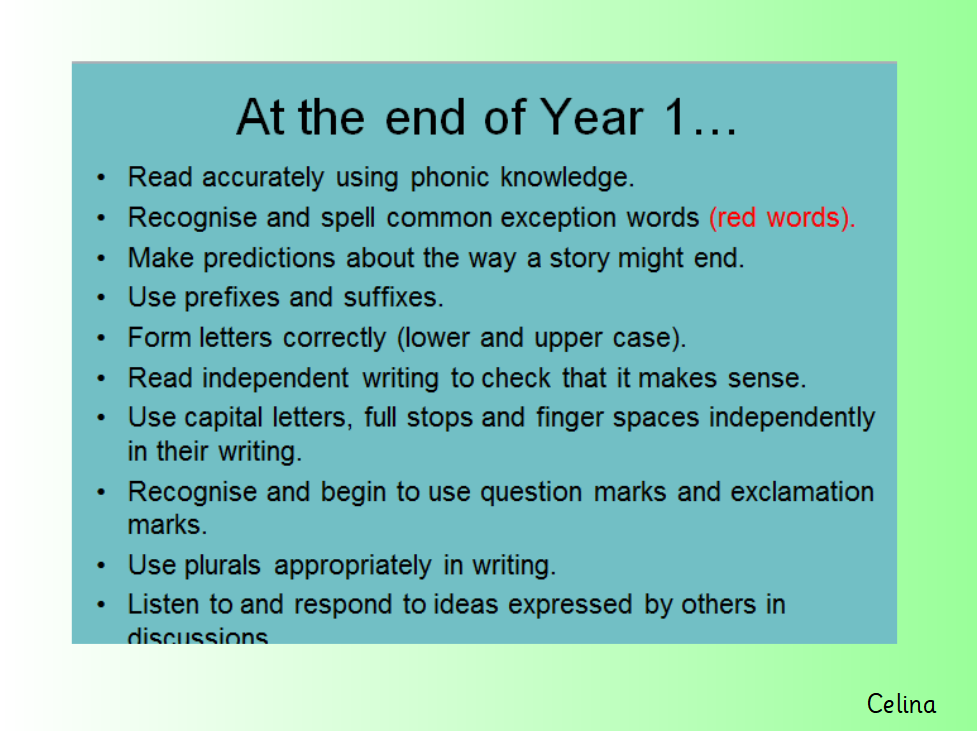 At the end of Year 1…
• Read accurately using phonic knowledge.
• Recognise and spell common exception words (red words).
• Make predictions about the way a story might end.
• Use prefixes and suffixes.
• Form letters correctly (lower and upper case).
• Read independent writing to check that it makes sense.
• Use capital letters, full stops and finger spaces independently
in their writing.
• Recognise and begin to use question marks and exclamation
marks.
• Use plurals appropriately in writing.
• Listen to and respond to ideas expressed by others in
discussions
Celina